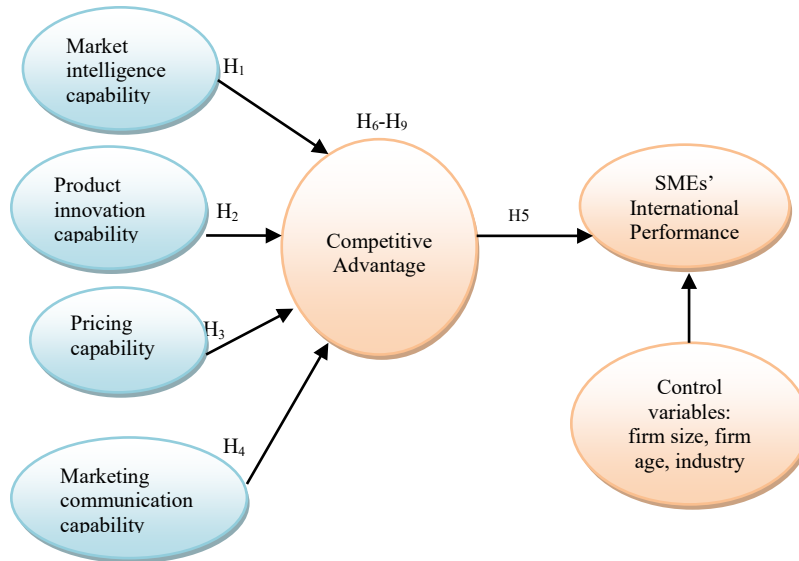 Market
intelligence
capability
H₁
H₆-H₉
Product
innovation
capability
H₂
Competitive
Advantage
H5
SMEs'
International
Performance
Pricing
capability
H₃
Control
variables:
firm size, firm
age, industry
H₄
Marketing
communication
capability